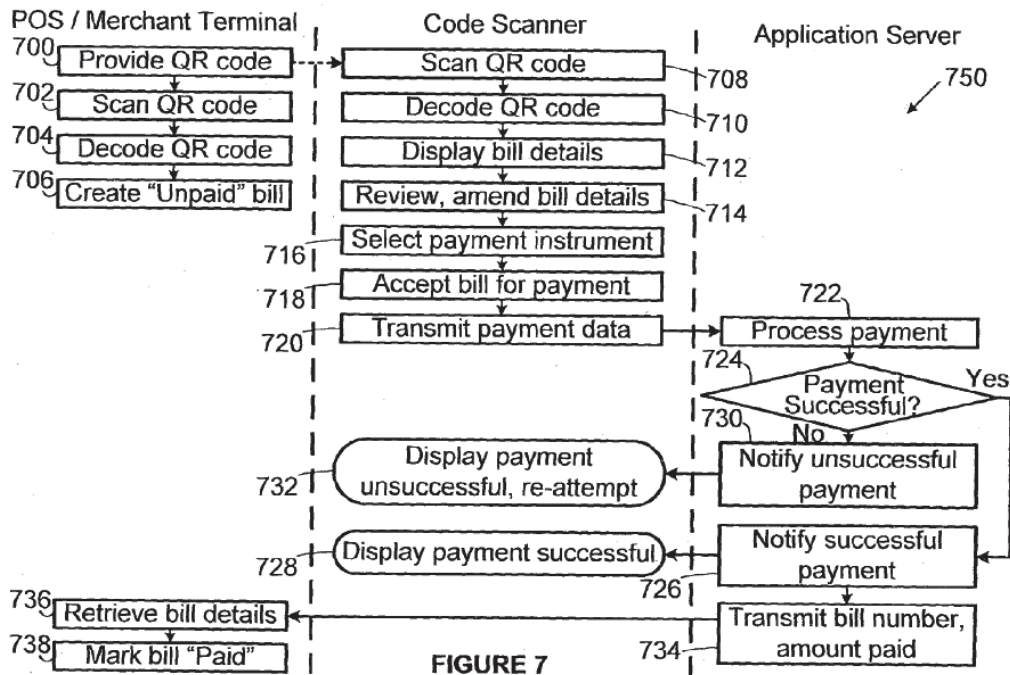 POS / Merchant Terminal
700
Provide QR code
702
Scan QR code
704
Decode QR code
706
Create “Unpaid” bill
Code Scanner
Scan QR code
708
Decode QR code
710
Display bill details
712
Review, amend bill details
714
716
Select payment instrument
718
Accept bill for payment
720
Transmit payment data
Application Server
750
722
Process payment
724
Payment
Successful?
Yes
No
730
Notify unsuccessful
payment
732
Display payment
unsuccessful, re-attempt
728
Display payment successful
Notify successful
payment
726
Transmit bill number,
amount paid
734
736
Retrieve bill details
738
Mark bill “Paid”
FIGURE 7